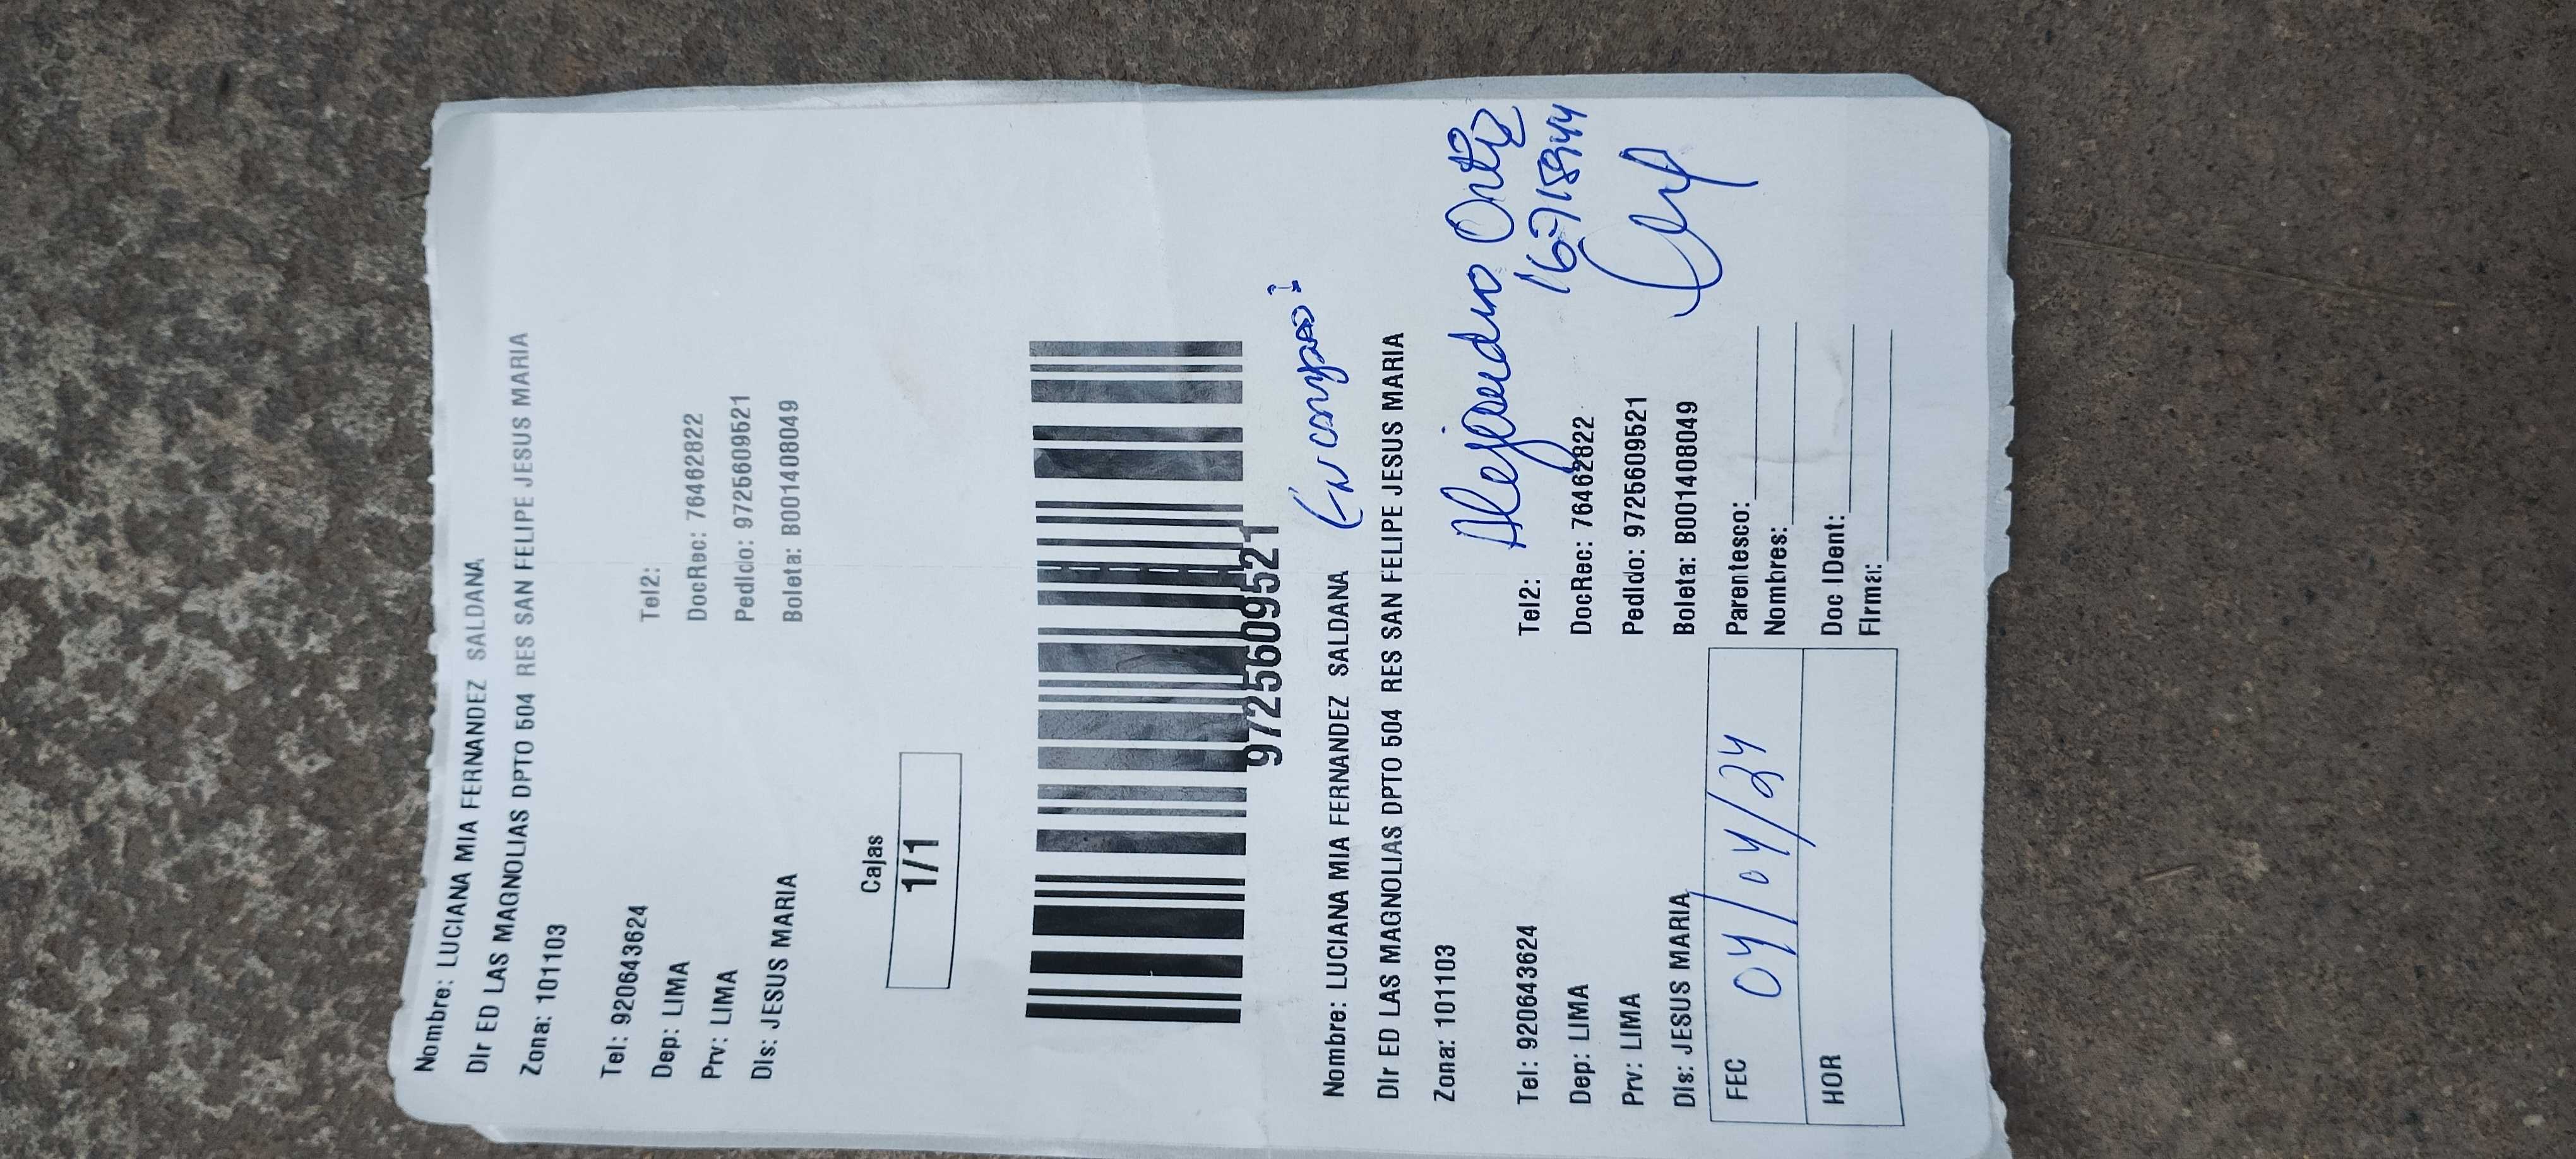 Nombre: LUCIANA MIA FERNANDEZ SALDANA
Dir ED LAS MAGNOLIAS DPTO 504 RES SAN FELIPE JESUS MARIA
Zona: 101103
Tel: 920643624 Tel2:
Dep: LIMA DocRec: 76462822
Prv: LIMA Pedido: 9725609521
Dis: JESUS MARIA Boleta: B001408049
Cajas
1/1
9725609521
Nombre: LUCIANA MIA FERNANDEZ SALDANA
Dir ED LAS MAGNOLIAS DPTO 504 RES SAN FELIPE JESUS MARIA
Zona: 101103
Alejandro Ortiz
16718944
Tel: 920643624 Tel2:
Dep: LIMA DocRec: 76462822
Prv: LIMA Pedido: 9725609521
Dis: JESUS MARIA Boleta: B001408049
FEC 04/04/24
Parentesco:
Nombres:
HOR
Doc IDent:
Firma: